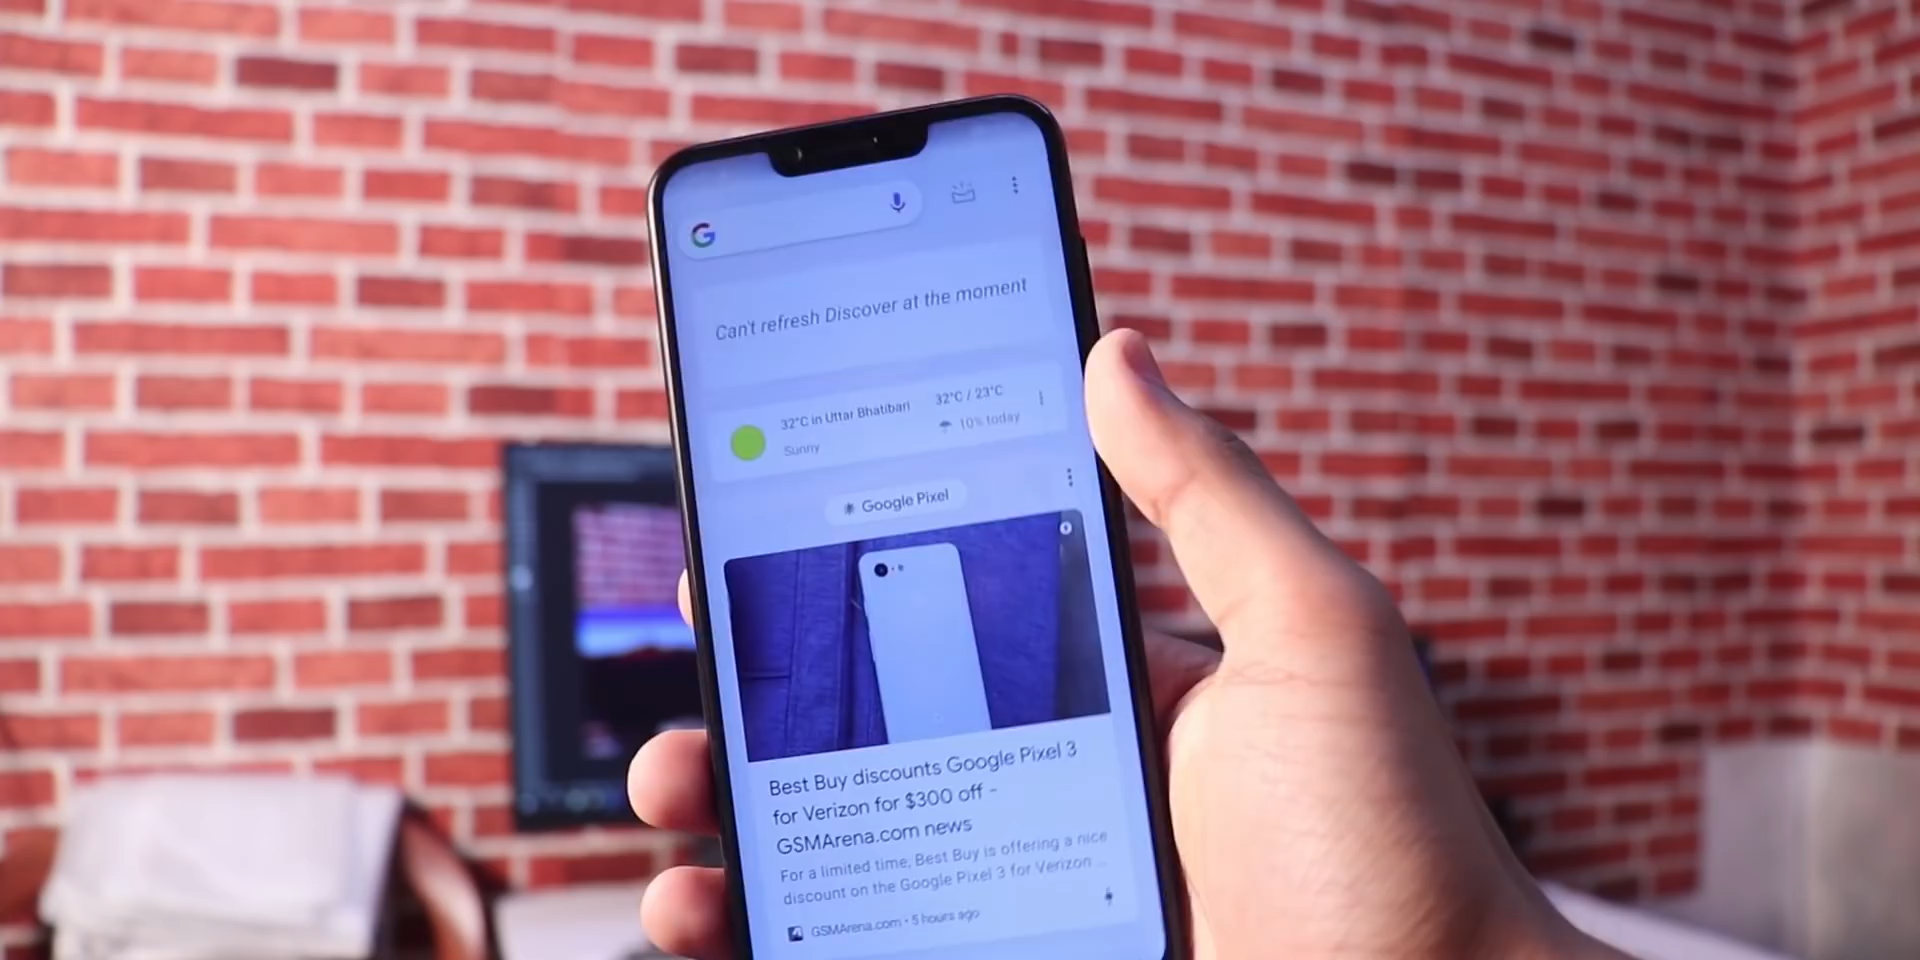 G
Can't refresh Discover at the moment
32°C in Uttar Bhatibari 32°C / 23°C
Sunny 10% today
Google Pixel
Best Buy discounts Google Pixel 3
for Verizon for $300 off -
GSMArena.com news
For a limited time, Best Buy is offering a nice
discount on the Google Pixel 3 for Verizon ...
GSMArena.com • 5 hours ago